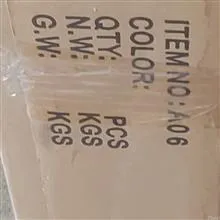 ITEM NO: A06
COLOR:
QTY: PCS
N.W: KGS
G.W: KGS